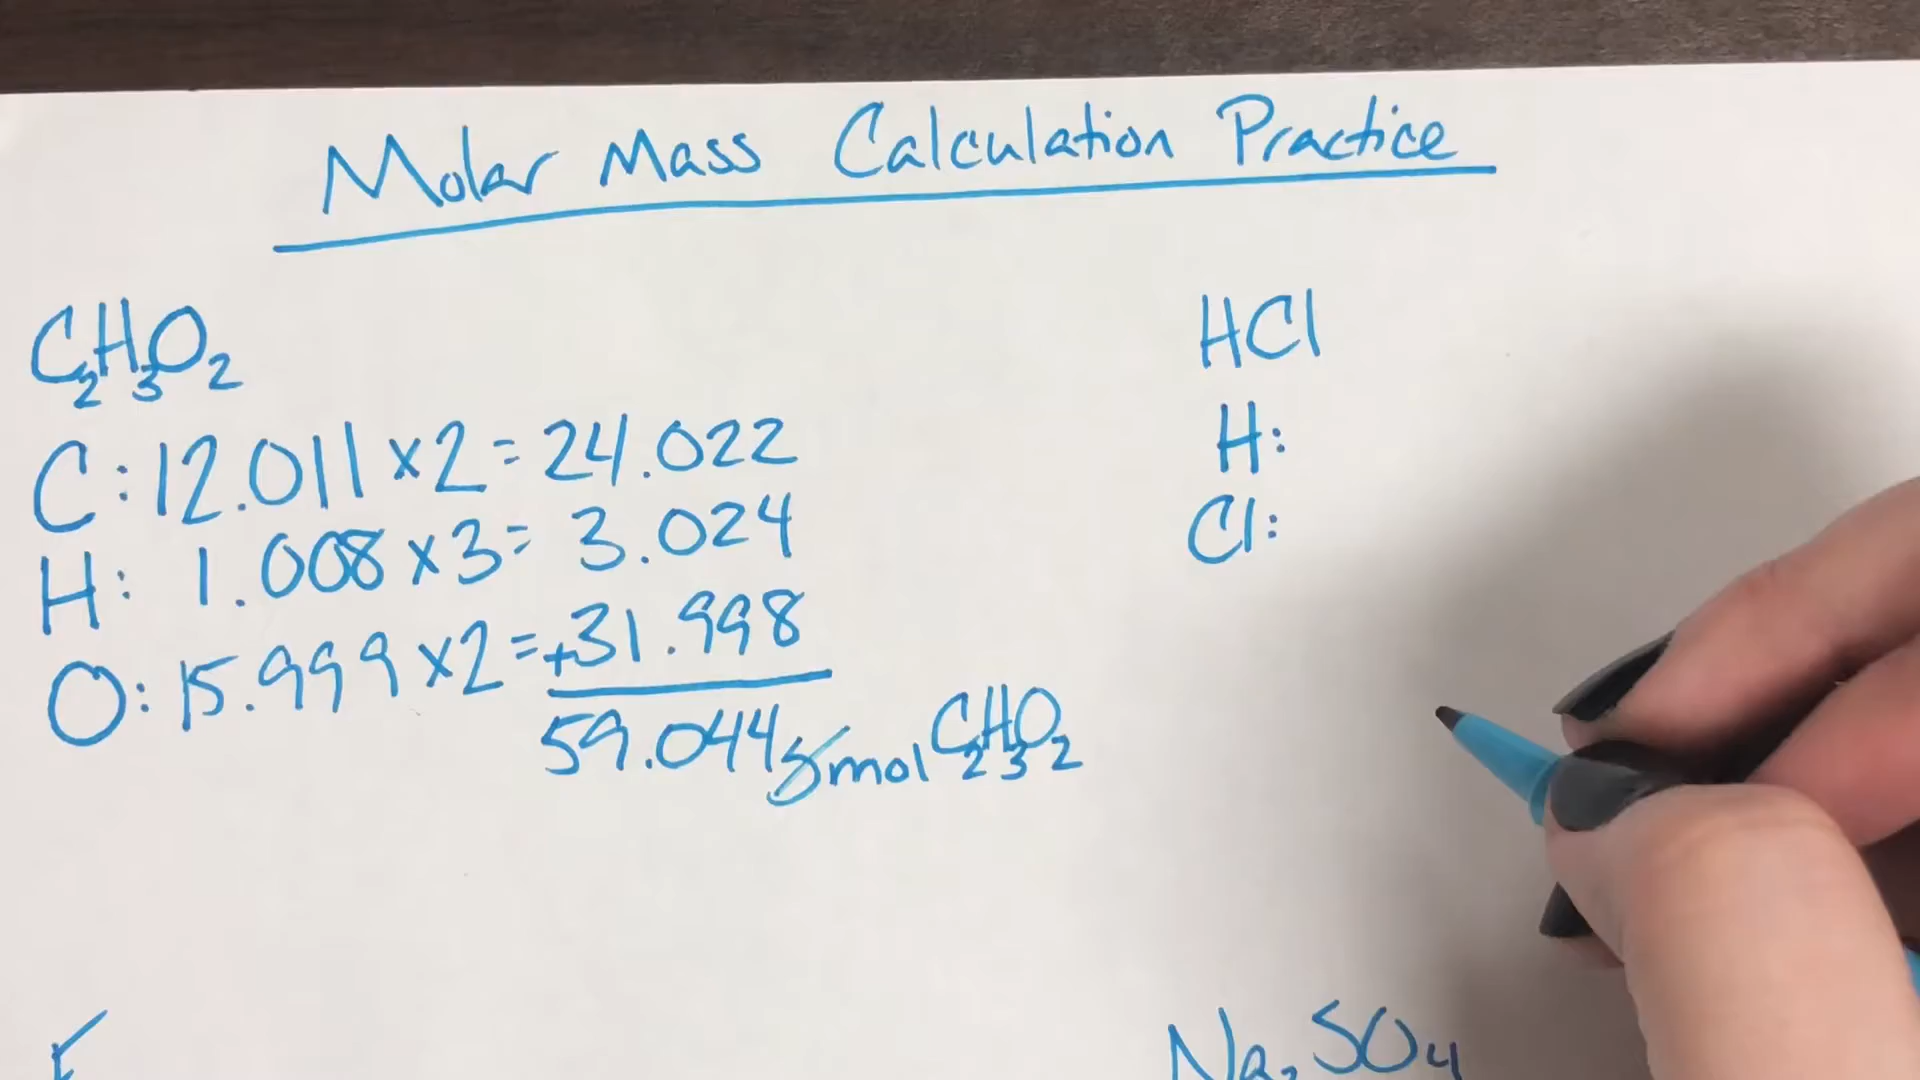 Molar Mass Calculation Practice
C₂H₃O₂
C: 12.011 x 2 = 24.022
H: 1.008 x 3 = 3.024
O: 15.999 x 2 = +31.998
59.044 g/mol C₂H₃O₂
HCl
H:
Cl:
Na₂SO₄